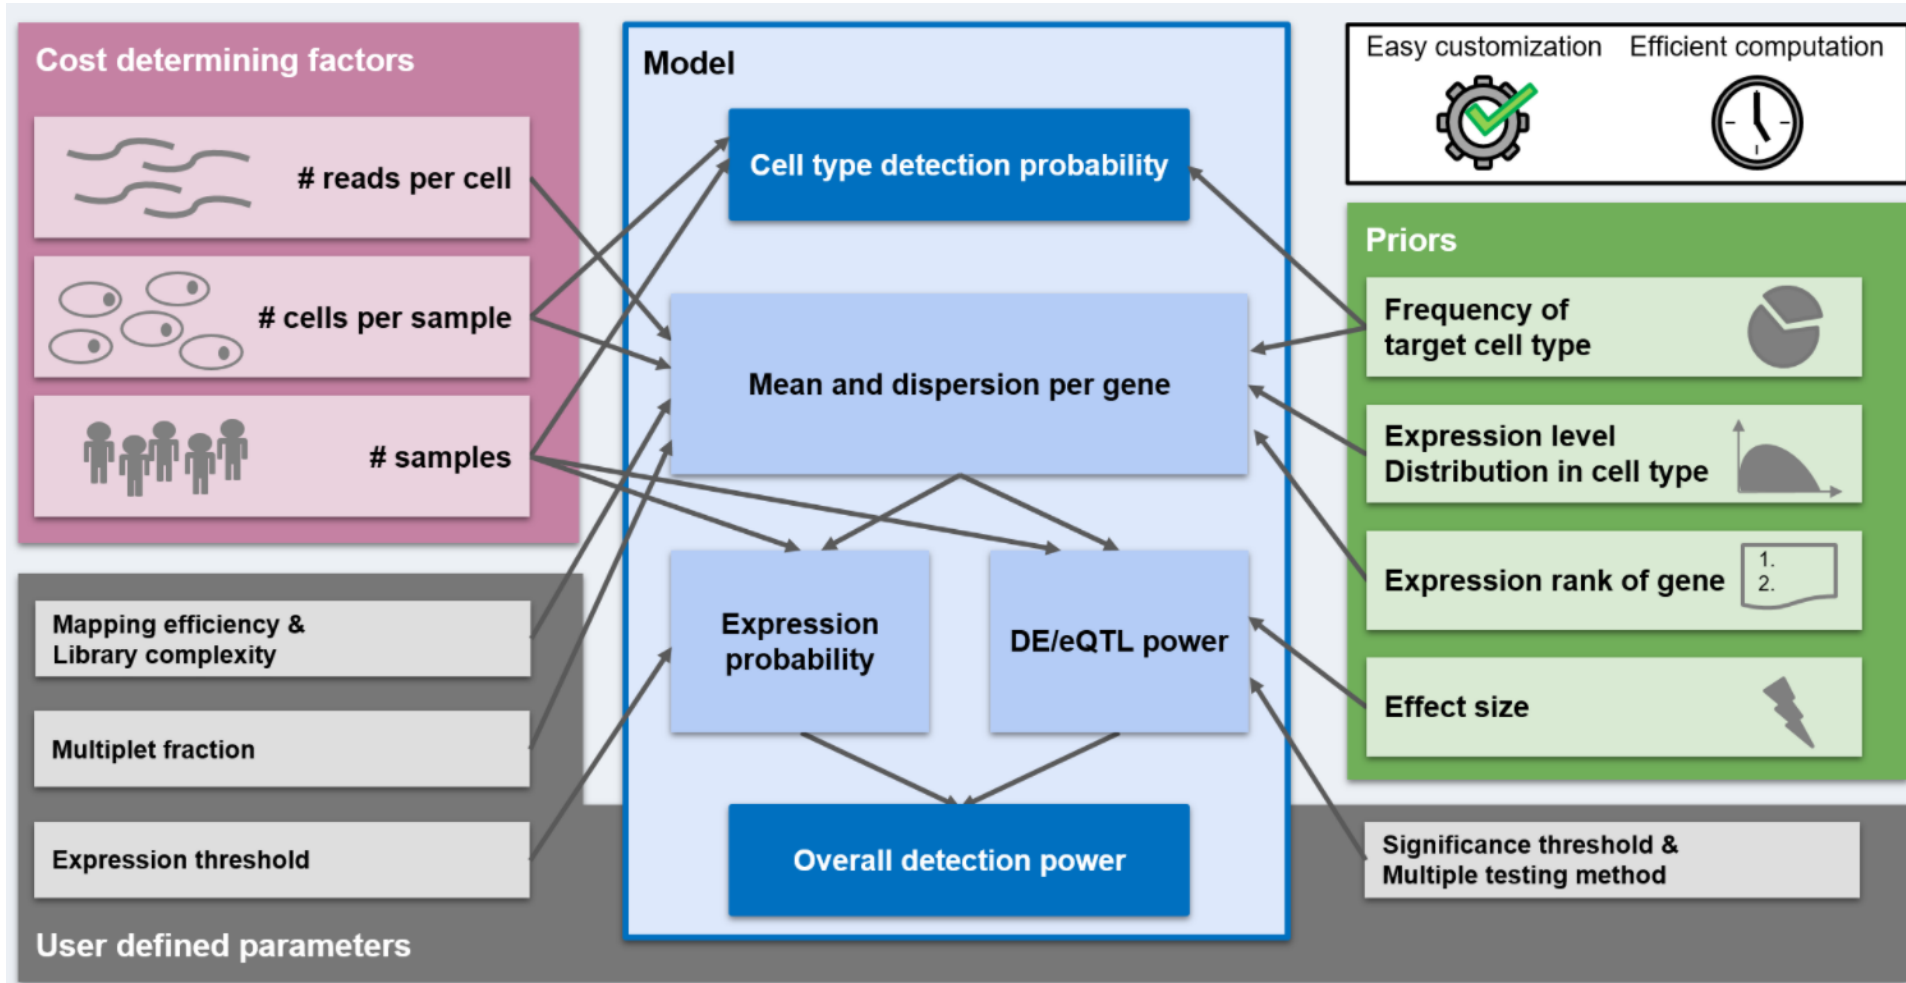 Cost determining factors
# reads per cell
# cells per sample
# samples
Mapping efficiency &
Library complexity
Multiplet fraction
Expression threshold
User defined parameters
Model
Cell type detection probability
Mean and dispersion per gene
Expression
probability
DE/eQTL power
Overall detection power
Easy customization
Efficient computation
Priors
Frequency of
target cell type
Expression level
Distribution in cell type
Expression rank of gene
1.
2.
Effect size
Significance threshold &
Multiple testing method